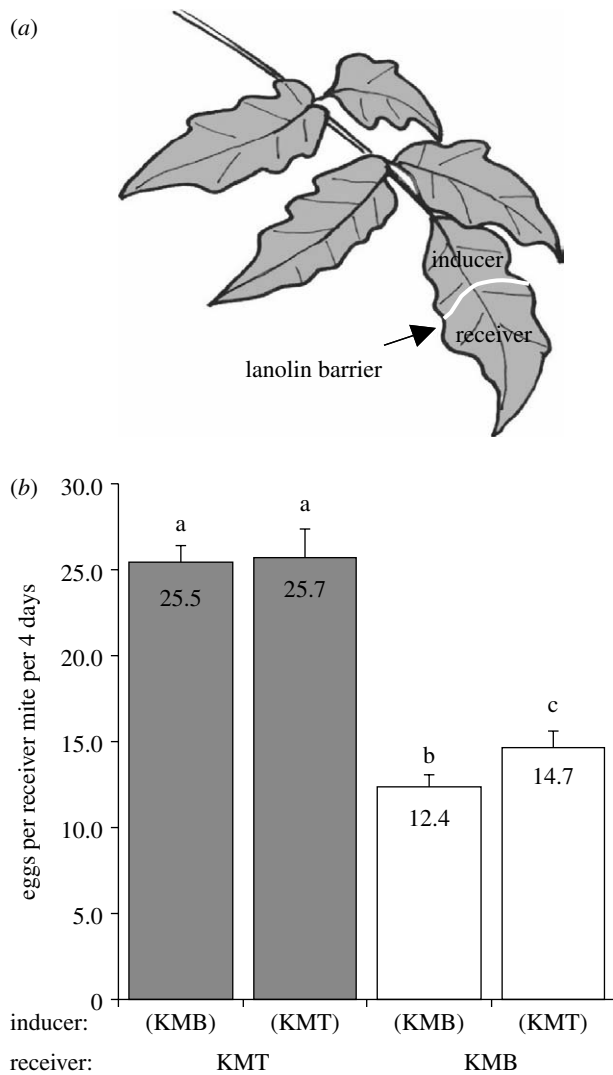 (a)
inducer
receiver
lanolin barrier
(b)
eggs per receiver mite per 4 days
30.0
25.0
20.0
15.0
10.0
5.0
0
a
25.5
a
25.7
b
12.4
c
14.7
inducer: (KMB) (KMT) (KMB) (KMT)
receiver: KMT KMB